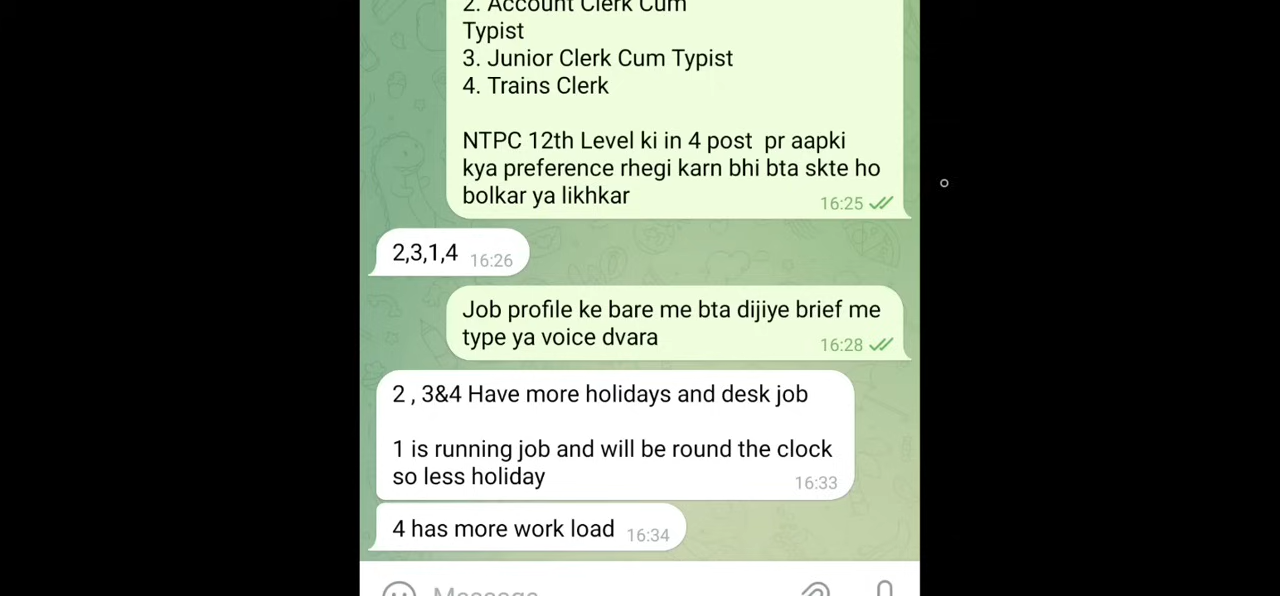 2. Account Clerk Cum
Typist
3. Junior Clerk Cum Typist
4. Trains Clerk
NTPC 12th Level ki in 4 post pr aapki
kya preference rhegi karn bhi bta skte ho
bolkar ya likhkar
16:25
2,3,1,4 16:26
Job profile ke bare me bta dijiye brief me
type ya voice dvara
16:28
2 , 3&4 Have more holidays and desk job
1 is running job and will be round the clock
so less holiday
16:33
4 has more work load 16:34
Message